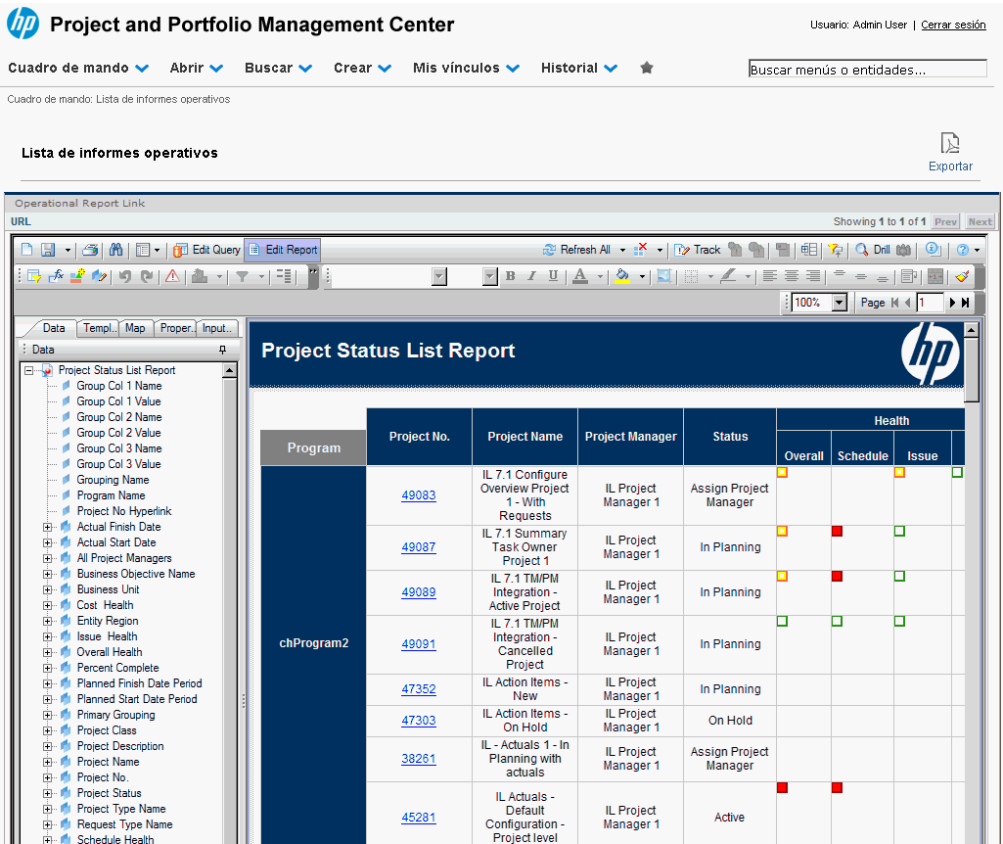 hp Project and Portfolio Management Center
Usuario: Admin User | Cerrar sesión
Cuadro de mando Abrir Buscar Crear Mis vínculos Historial
Buscar menús o entidades...
Cuadro de mando: Lista de informes operativos
Lista de informes operativos
Exportar
Operational Report Link
URL
Showing 1 to 1 of 1 Prev Next
Edit Query Edit Report
Refresh All Track Drill
B I U A
100% Page 1
Data Templ.. Map Proper.. Input..
Data
Project Status List Report
Group Col 1 Name
Group Col 1 Value
Group Col 2 Name
Group Col 2 Value
Group Col 3 Name
Group Col 3 Value
Grouping Name
Program Name
Project No Hyperlink
Actual Finish Date
Actual Start Date
All Project Managers
Business Objective Name
Business Unit
Cost Health
Entity Region
Issue Health
Overall Health
Percent Complete
Planned Finish Date Period
Planned Start Date Period
Primary Grouping
Project Class
Project Description
Project Name
Project No.
Project Status
Project Type Name
Request Type Name
Schedule Health
Project Status List Report
hp
Program
Project No.
Project Name
Project Manager
Status
Health
Overall Schedule Issue
chProgram2
49083
IL 7.1 Configure
Overview Project
1 - With
Requests
IL Project
Manager 1
Assign Project
Manager
49087
IL 7.1 Summary
Task Owner
Project 1
IL Project
Manager 1
In Planning
49089
IL 7.1 TM/PM
Integration -
Active Project
IL Project
Manager 1
In Planning
49091
IL 7.1 TM/PM
Integration -
Cancelled
Project
IL Project
Manager 1
In Planning
47352
IL Action Items -
New
IL Project
Manager 1
In Planning
47303
IL Action Items -
On Hold
IL Project
Manager 1
On Hold
38261
IL - Actuals 1 - In
Planning with
actuals
IL Project
Manager 1
Assign Project
Manager
45281
IL Actuals -
Default
Configuration -
Project level
IL Project
Manager 1
Active